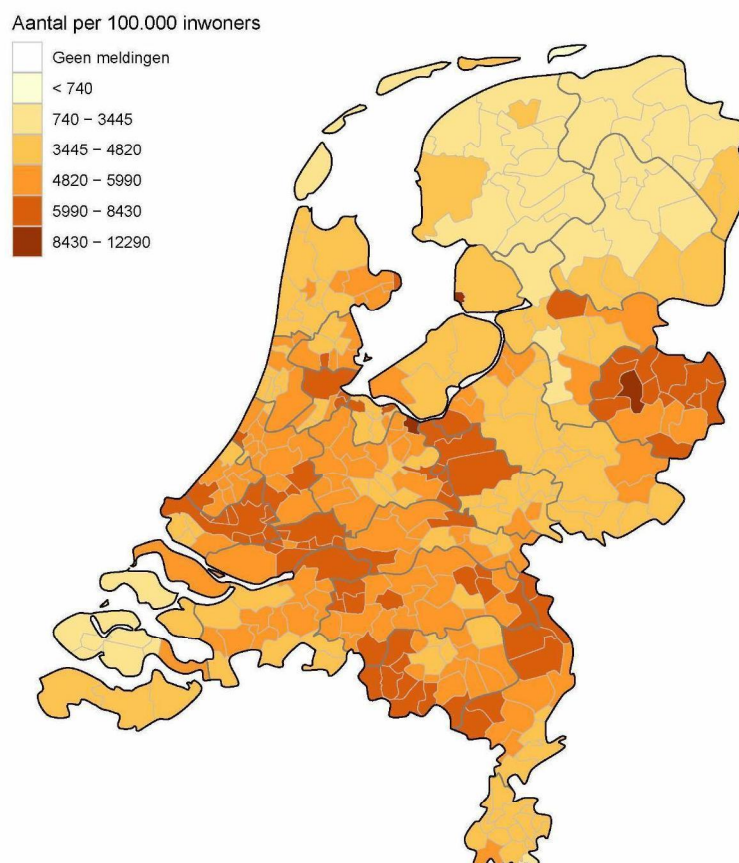 Aantal per 100.000 inwoners
Geen meldingen
< 740
740 − 3445
3445 − 4820
4820 − 5990
5990 − 8430
8430 − 12290